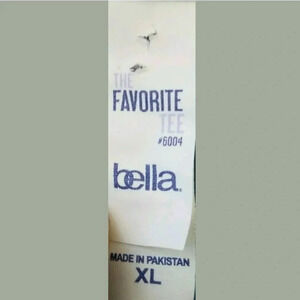 THE
FAVORITE
TEE
#6004
bella.
MADE IN PAKISTAN
XL